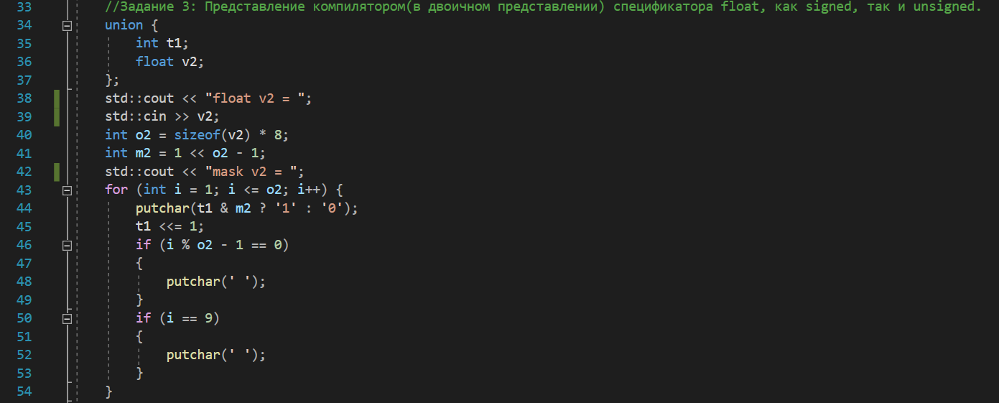 33 //Задание 3: Представление компилятором(в двоичном представлении) спецификатора float, как signed, так и unsigned.
34 union {
35 int t1;
36 float v2;
37 };
38 std::cout << "float v2 = ";
39 std::cin >> v2;
40 int o2 = sizeof(v2) * 8;
41 int m2 = 1 << o2 - 1;
42 std::cout << "mask v2 = ";
43 for (int i = 1; i <= o2; i++) {
44 putchar(t1 & m2 ? '1' : '0');
45 t1 <<= 1;
46 if (i % o2 - 1 == 0)
47 {
48 putchar(' ');
49 }
50 if (i == 9)
51 {
52 putchar(' ');
53 }
54 }